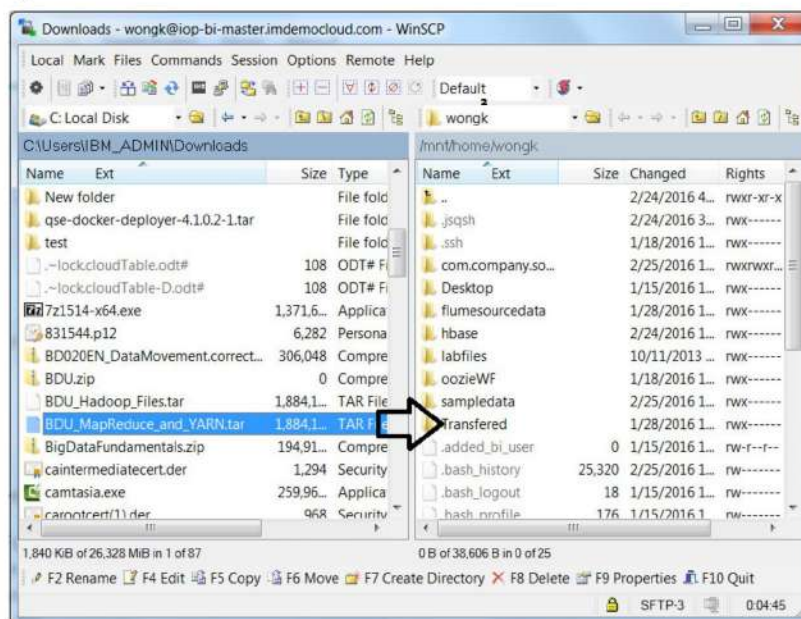 Downloads - wongk@iop-bi-master.imdemocloud.com - WinSCP
Local Mark Files Commands Session Options Remote Help
Default
2
C: Local Disk wongk
C:\Users\IBM_ADMIN\Downloads /mnt/home/wongk
Name Ext Size Type Name Ext Size Changed Rights
New folder File fold .. 2/24/2016 4... rwxr-xr-x
qse-docker-deployer-4.1.0.2-1.tar File fold .jsqsh 2/24/2016 3... rwx------
test File fold .ssh 1/18/2016 1... rwx------
.~lock.cloudTable.odt# 108 ODT# Fi com.company.so... 2/25/2016 1... rwxrwxr...
.~lock.cloudTable-D.odt# 108 ODT# Fi Desktop 1/15/2016 1... rwx------
7z1514-x64.exe 1,371,6... Applica flumesourcedata 1/28/2016 1... rwx------
831544.p12 6,282 Persona hbase 2/24/2016 1... rwx------
BD020EN_DataMovement.correct... 306,048 Compre labfiles 10/11/2013 ... rwx------
BDU.zip 0 Compre oozieWF 1/18/2016 1... rwx------
BDU_Hadoop_Files.tar 1,884,1... TAR File sampledata 1/15/2016 1... rwx------
BDU_MapReduce_and_YARN.tar 1,884,1... TAR File Transfered 1/28/2016 1... rwx------
BigDataFundamentals.zip 194,91... Compre .added_bi_user 0 1/15/2016 1... rw-r--r--
caintermediatecert.der 1,294 Security .bash_history 25,320 2/25/2016 1... rw-------
camtasia.exe 259,96... Applica .bash_logout 18 1/15/2016 1... rw-------
carootcert(1).der 968 Security .bash_profile 176 1/15/2016 1... rw-------
1,840 KiB of 26,328 MiB in 1 of 87 0 B of 38,606 B in 0 of 25
F2 Rename F4 Edit F5 Copy F6 Move F7 Create Directory F8 Delete F9 Properties F10 Quit
SFTP-3 0:04:45